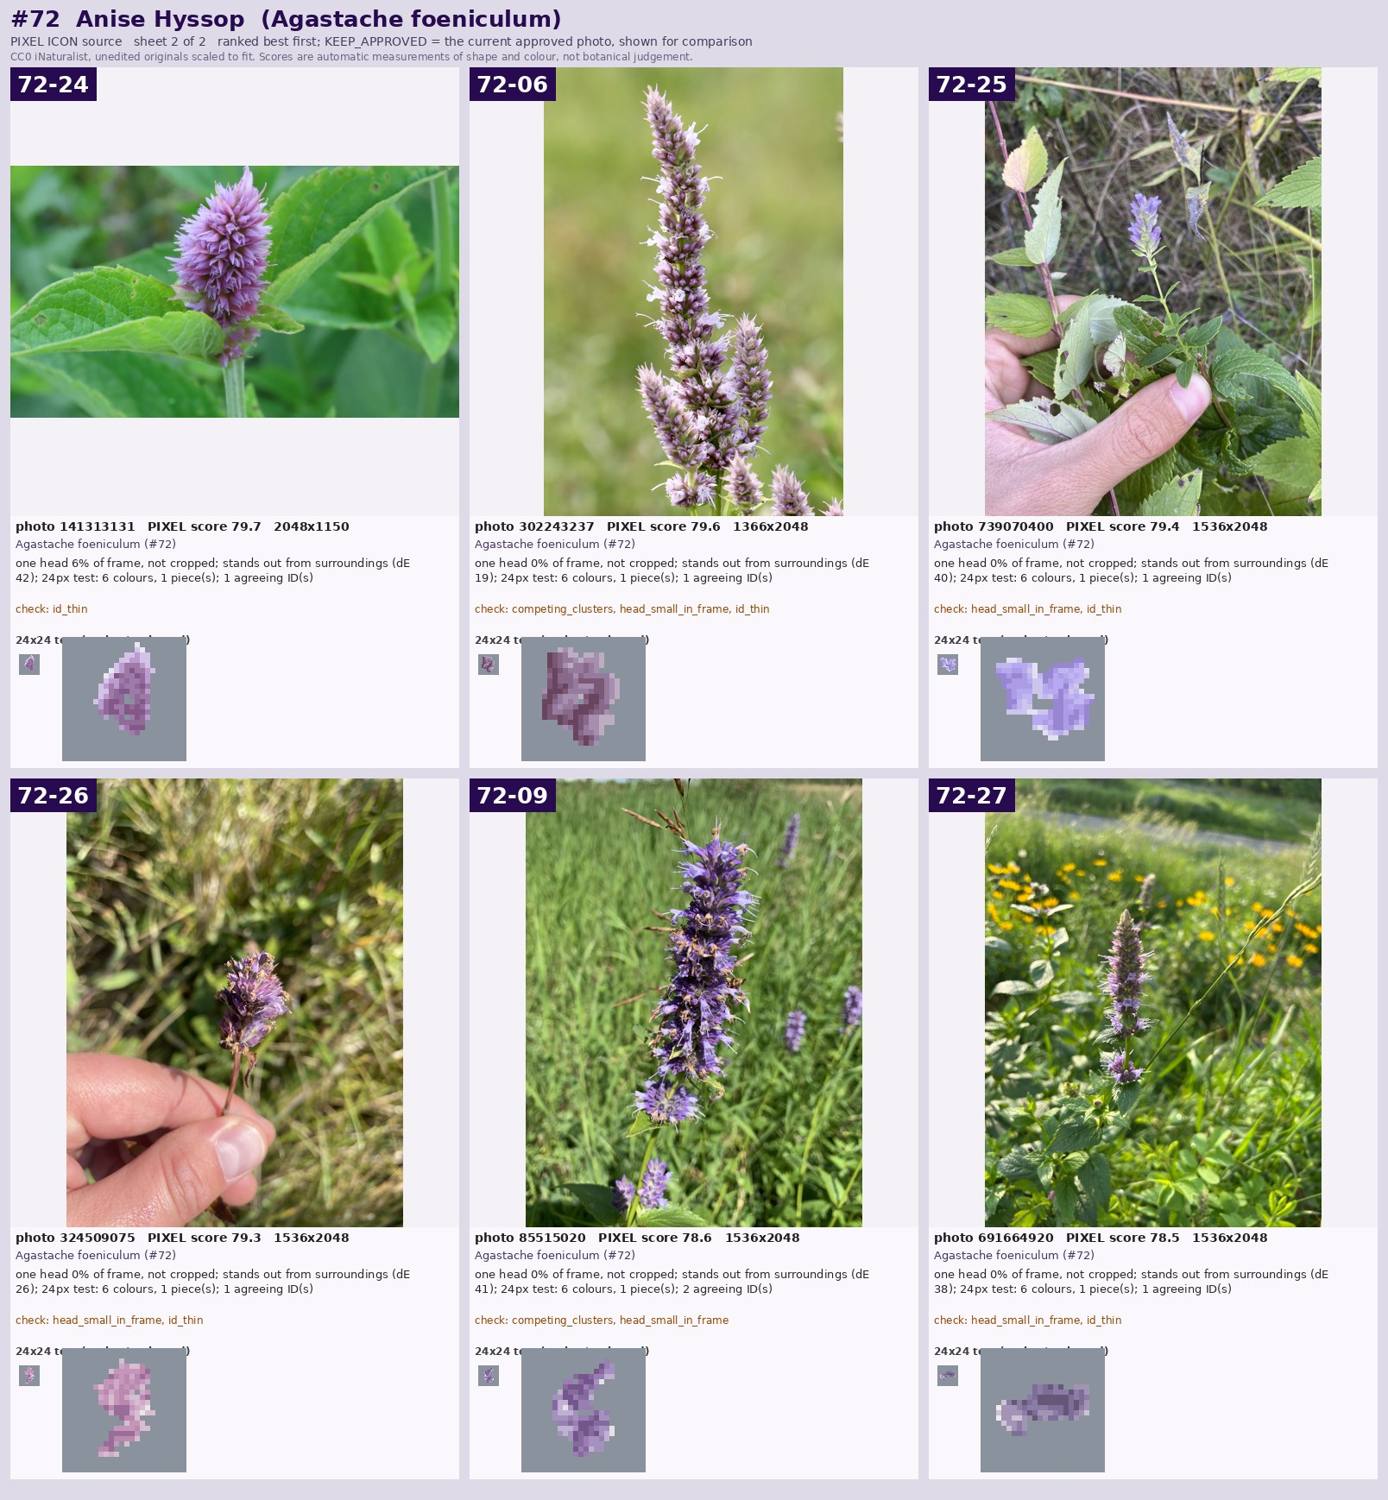 #72 Anise Hyssop (Agastache foeniculum)
PIXEL ICON source sheet 2 of 2 ranked best first; KEEP_APPROVED = the current approved photo, shown for comparison
CC0 iNaturalist, unedited originals scaled to fit. Scores are automatic measurements of shape and colour, not botanical judgement.
72-24
photo 141313131 PIXEL score 79.7 2048x1150
Agastache foeniculum (#72)
one head 6% of frame, not cropped; stands out from surroundings (dE
42); 24px test: 6 colours, 1 piece(s); 1 agreeing ID(s)
check: id_thin
24x24
72-06
photo 302243237 PIXEL score 79.6 1366x2048
Agastache foeniculum (#72)
one head 0% of frame, not cropped; stands out from surroundings (dE
19); 24px test: 6 colours, 1 piece(s); 1 agreeing ID(s)
check: competing_clusters, head_small_in_frame, id_thin
24x24
72-25
photo 739070400 PIXEL score 79.4 1536x2048
Agastache foeniculum (#72)
one head 0% of frame, not cropped; stands out from surroundings (dE
40); 24px test: 6 colours, 1 piece(s); 1 agreeing ID(s)
check: head_small_in_frame, id_thin
24x24
72-26
photo 324509075 PIXEL score 79.3 1536x2048
Agastache foeniculum (#72)
one head 0% of frame, not cropped; stands out from surroundings (dE
26); 24px test: 6 colours, 1 piece(s); 1 agreeing ID(s)
check: head_small_in_frame, id_thin
24x24
72-09
photo 85515020 PIXEL score 78.6 1536x2048
Agastache foeniculum (#72)
one head 0% of frame, not cropped; stands out from surroundings (dE
41); 24px test: 6 colours, 1 piece(s); 2 agreeing ID(s)
check: competing_clusters, head_small_in_frame
24x24
72-27
photo 691664920 PIXEL score 78.5 1536x2048
Agastache foeniculum (#72)
one head 0% of frame, not cropped; stands out from surroundings (dE
38); 24px test: 6 colours, 1 piece(s); 1 agreeing ID(s)
check: head_small_in_frame, id_thin
24x24